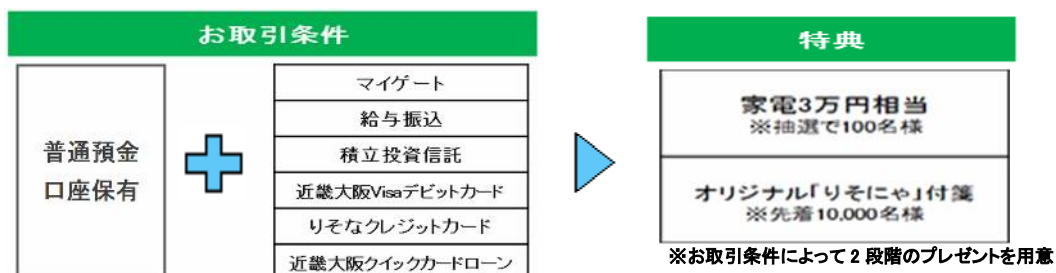 お取引条件
普通預金
口座保有
マイゲート
給与振込
積立投資信託
近畿大阪Visaデビットカード
りそなクレジットカード
近畿大阪クイックカードローン
特典
家電3万円相当
※抽選で100名様
オリジナル「りそにゃ」付箋
※先着10,000名様
※お取引条件によって2段階のプレゼントを用意